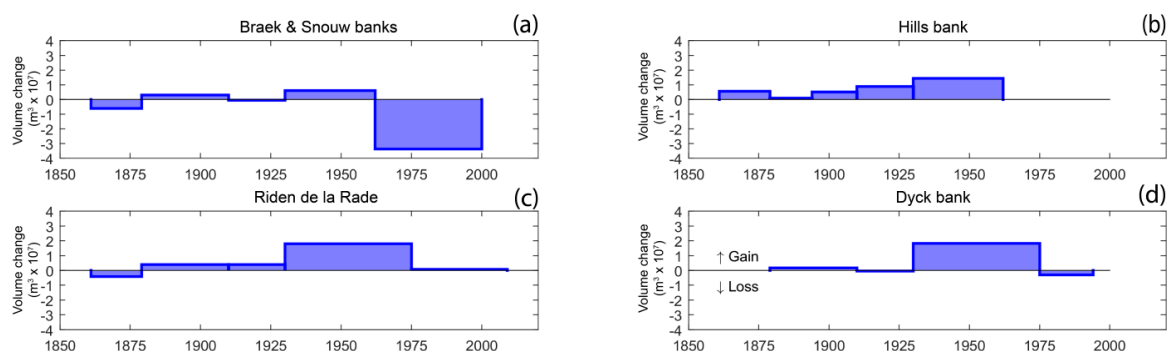 Braek & Snouw banks
(a)
Volume change
(m³ x 10⁷)
4
3
2
1
0
-1
-2
-3
-4
1850 1875 1900 1925 1950 1975 2000
Hills bank
(b)
Volume change
(m³ x 10⁷)
4
3
2
1
0
-1
-2
-3
-4
1850 1875 1900 1925 1950 1975 2000
Riden de la Rade
(c)
Volume change
(m³ x 10⁷)
4
3
2
1
0
-1
-2
-3
-4
1850 1875 1900 1925 1950 1975 2000
Dyck bank
(d)
Volume change
(m³ x 10⁷)
4
3
2
1
0
-1
-2
-3
-4
↑ Gain
↓ Loss
1850 1875 1900 1925 1950 1975 2000